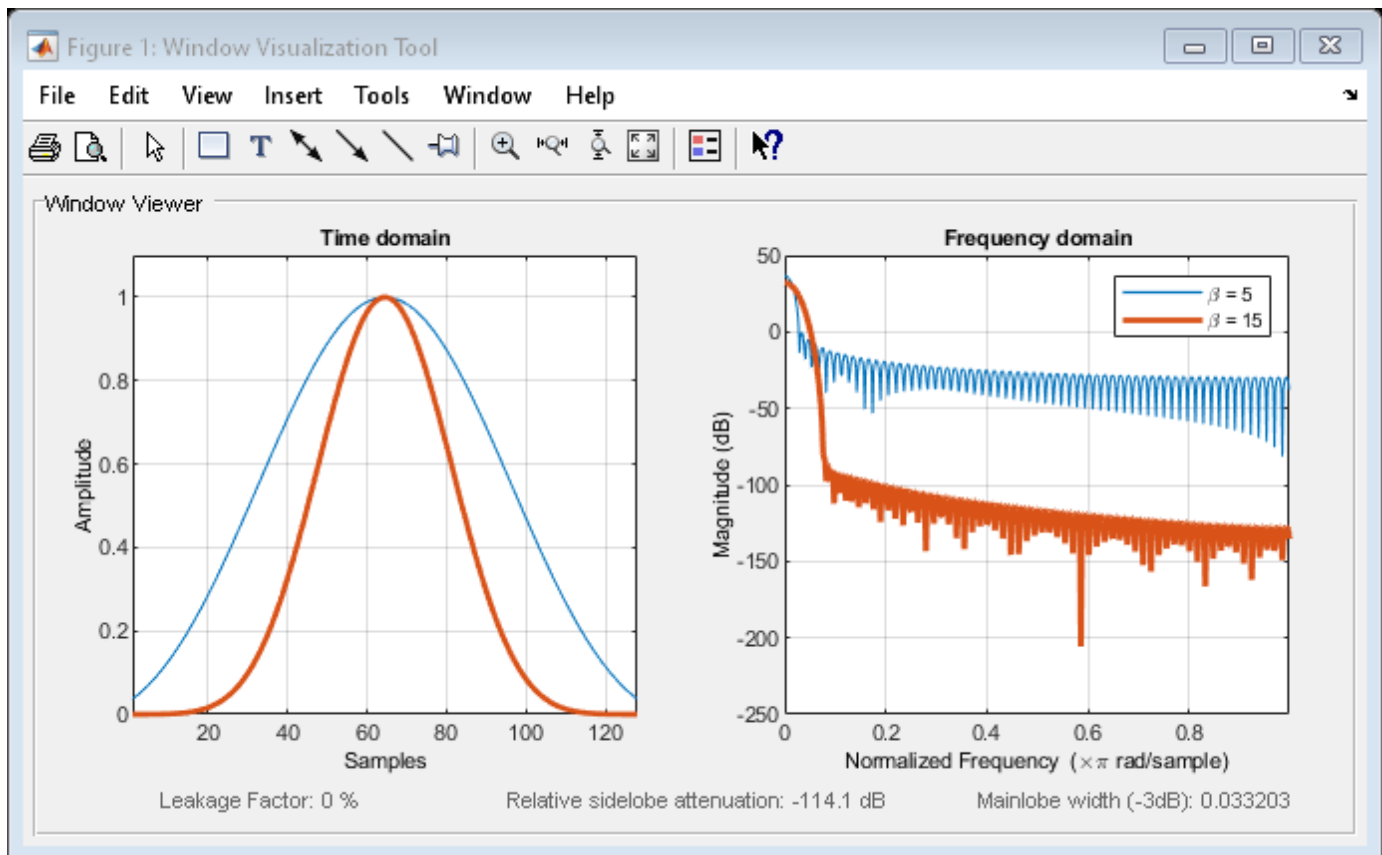 Figure 1: Window Visualization Tool
File Edit View Insert Tools Window Help
T
Window Viewer
Time domain
Amplitude
1
0.8
0.6
0.4
0.2
0
20 40 60 80 100 120
Samples
Frequency domain
β = 5
β = 15
Magnitude (dB)
50
0
-50
-100
-150
-200
-250
0 0.2 0.4 0.6 0.8
Normalized Frequency (×π rad/sample)
Leakage Factor: 0 % Relative sidelobe attenuation: -114.1 dB Mainlobe width (-3dB): 0.033203